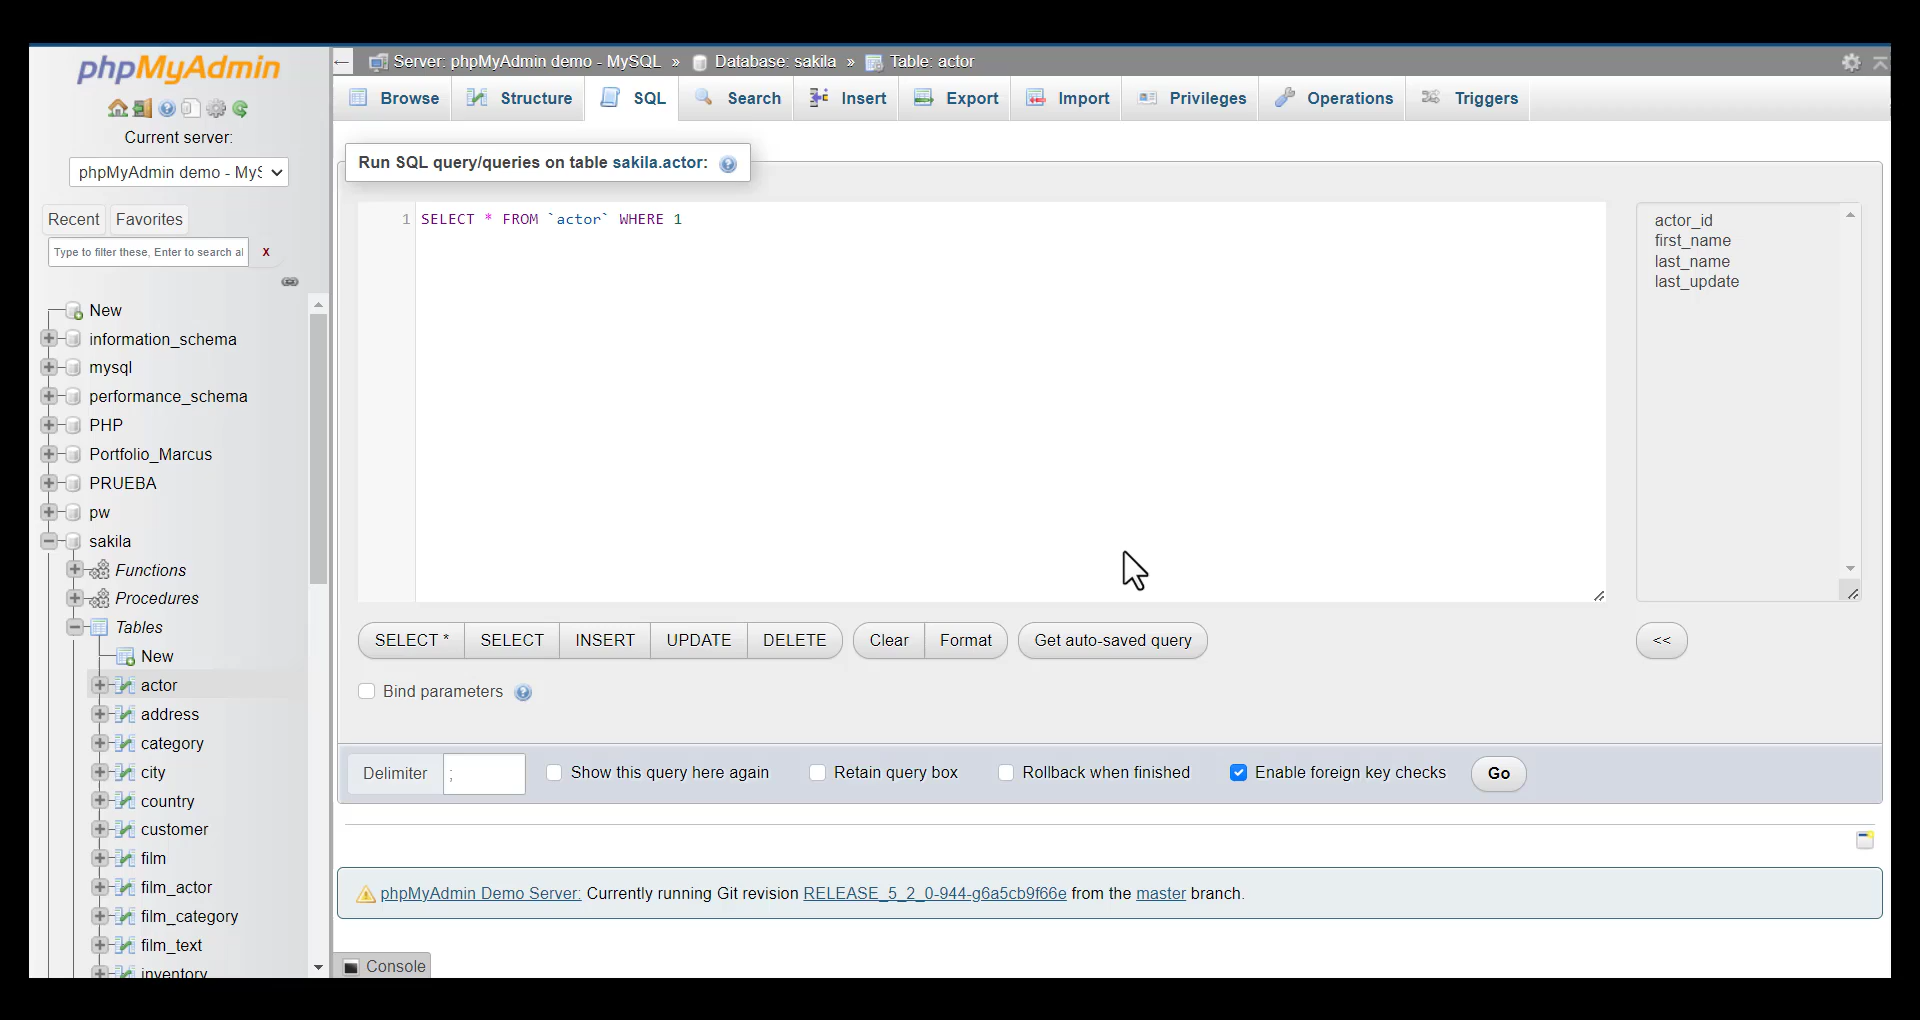 phpMyAdmin
Current server:
phpMyAdmin demo - MyS
Recent Favorites
Type to filter these, Enter to search al X
New
information_schema
mysql
performance_schema
PHP
Portfolio_Marcus
PRUEBA
pw
sakila
Functions
Procedures
Tables
New
actor
address
category
city
country
customer
film
film_actor
film_category
film_text
inventory
Server: phpMyAdmin demo - MySQL » Database: sakila » Table: actor
Browse Structure SQL Search Insert Export Import Privileges Operations Triggers
Run SQL query/queries on table sakila.actor:
1 SELECT * FROM `actor` WHERE 1
actor_id
first_name
last_name
last_update
SELECT * SELECT INSERT UPDATE DELETE Clear Format Get auto-saved query <<
Bind parameters
Delimiter ; Show this query here again Retain query box Rollback when finished Enable foreign key checks Go
phpMyAdmin Demo Server: Currently running Git revision RELEASE_5_2_0-944-g6a5cb9f66e from the master branch.
Console